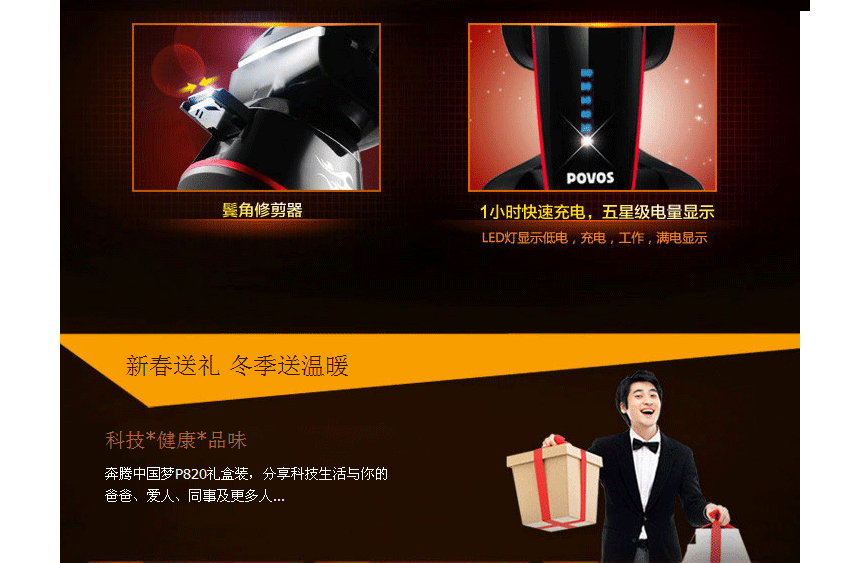 POVOS
鬓角修剪器
1小时快速充电，五星级电量显示
LED灯显示低电，充电，工作，满电显示
新春送礼 冬季送温暖
科技*健康*品味
奔腾中国梦P820礼盒装，分享科技生活与你的
爸爸、爱人、同事及更多人...